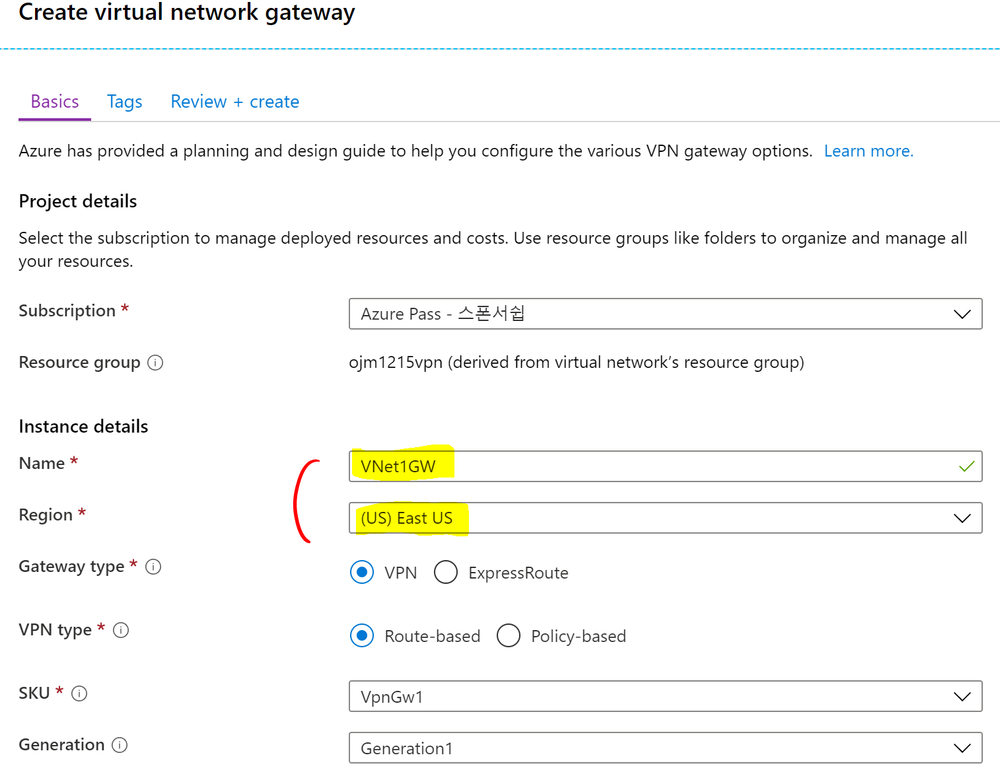 Create virtual network gateway
Basics Tags Review + create
Azure has provided a planning and design guide to help you configure the various VPN gateway options. Learn more.
Project details
Select the subscription to manage deployed resources and costs. Use resource groups like folders to organize and manage all
your resources.
Subscription * Azure Pass - 스폰서쉽
Resource group ojm1215vpn (derived from virtual network’s resource group)
Instance details
Name * VNet1GW
Region * (US) East US
Gateway type * VPN ExpressRoute
VPN type * Route-based Policy-based
SKU * VpnGw1
Generation Generation1